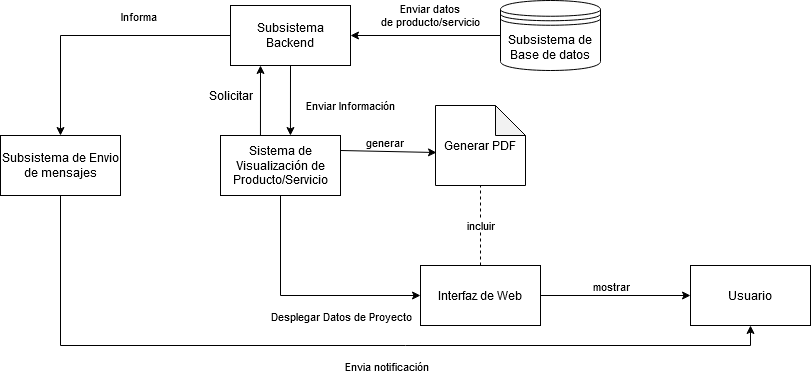 Informa
Subsistema
Backend
Enviar datos
de producto/servicio
Subsistema de
Base de datos
Solicitar
Enviar Información
Subsistema de Envio
de mensajes
Sistema de
Visualización de
Producto/Servicio
generar
Generar PDF
incluir
Desplegar Datos de Proyecto
Interfaz de Web
mostrar
Usuario
Envia notificación